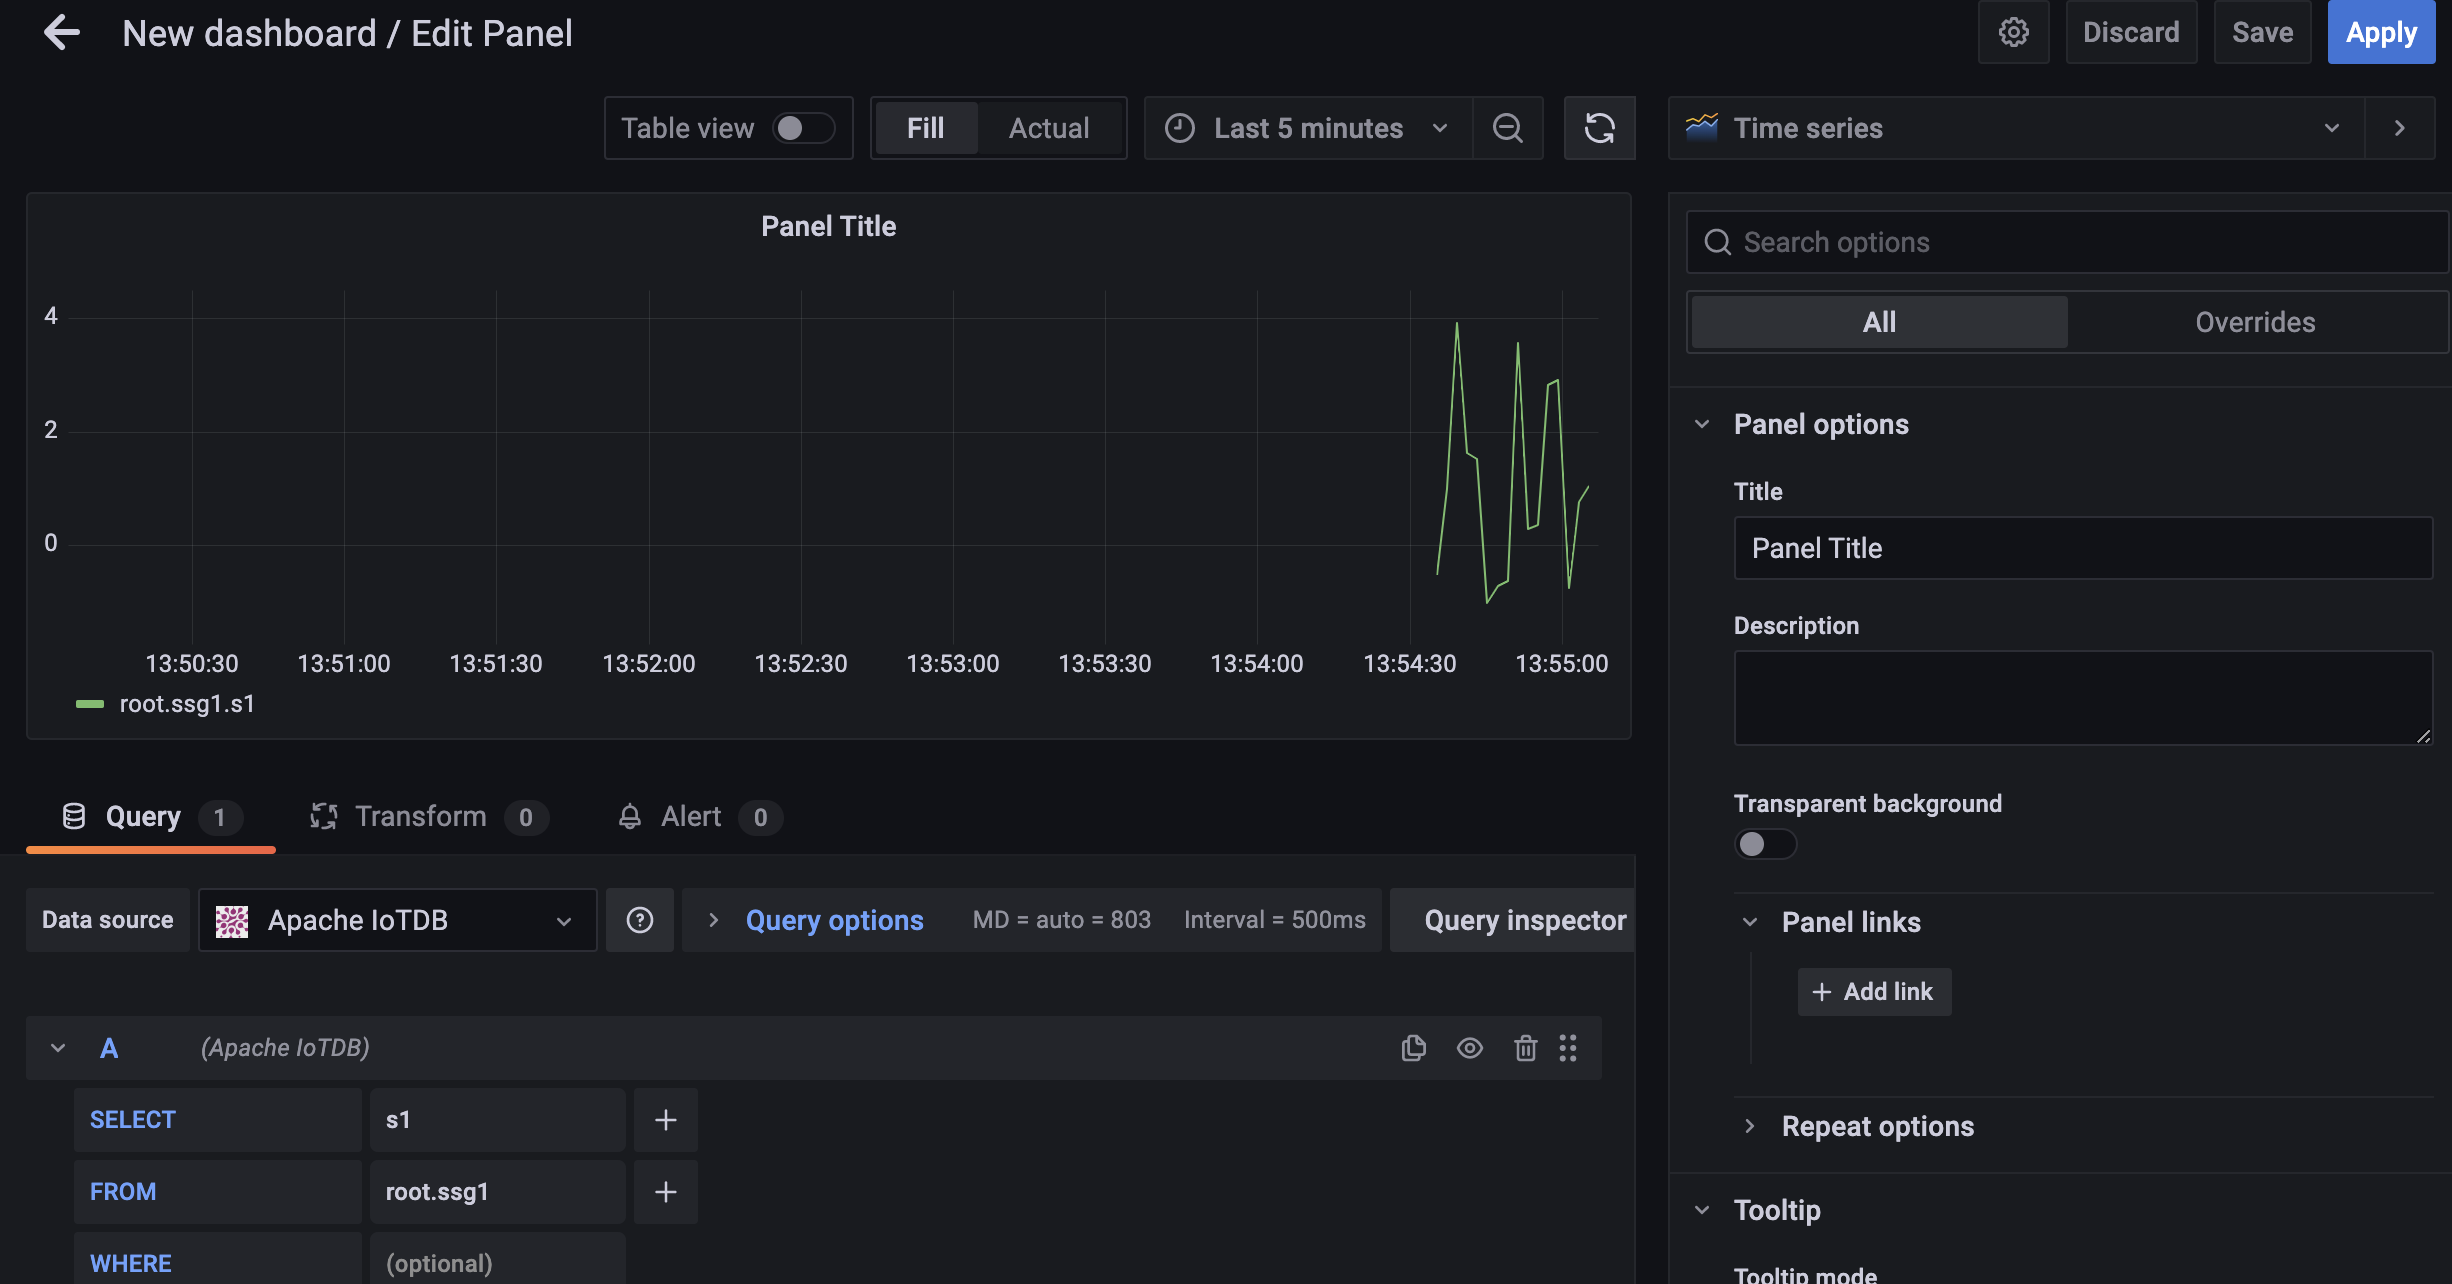 New dashboard / Edit Panel
Discard
Save
Apply
Table view
Fill
Actual
Last 5 minutes
Time series
Panel Title
4
2
0
13:50:30 13:51:00 13:51:30 13:52:00 13:52:30 13:53:00 13:53:30 13:54:00 13:54:30 13:55:00
root.ssg1.s1
Query 1
Transform 0
Alert 0
Data source
Apache IoTDB
Query options MD = auto = 803 Interval = 500ms
Query inspector
A (Apache IoTDB)
SELECT s1 +
FROM root.ssg1 +
WHERE (optional)
Search options
All
Overrides
Panel options
Title
Panel Title
Description
Transparent background
Panel links
+ Add link
Repeat options
Tooltip
Tooltip mode